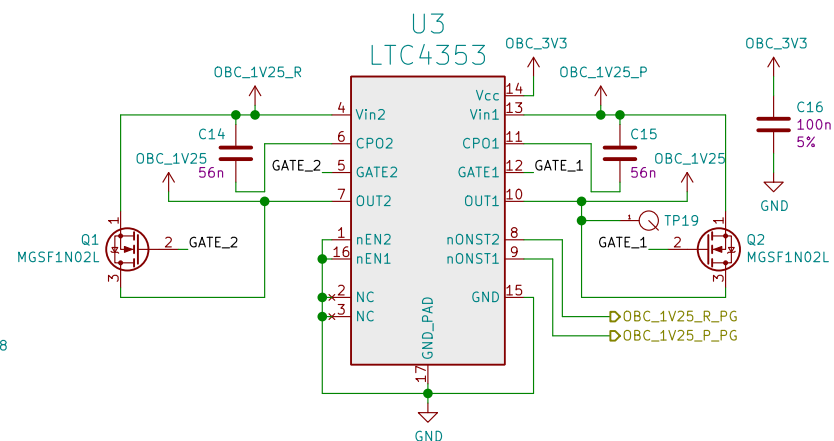 U3
LTC4353
OBC_3V3
OBC_3V3
OBC_1V25_R
OBC_1V25_P
14
Vcc
4
Vin2
Vin1
13
C14
56n
C15
56n
C16
100n
5%
6
CPO2
CPO1
11
OBC_1V25
OBC_1V25
GATE_2
5
GATE2
GATE1
12
GATE_1
7
OUT2
OUT1
10
GND
1
Q1
MGSF1N02L
2
GATE_2
3
1
TP19
1
Q2
MGSF1N02L
GATE_1
2
3
1
nEN2
nONST2
8
16
nEN1
nONST1
9
2
NC
GND
15
3
NC
OBC_1V25_R_PG
OBC_1V25_P_PG
GND_PAD
17
8
GND